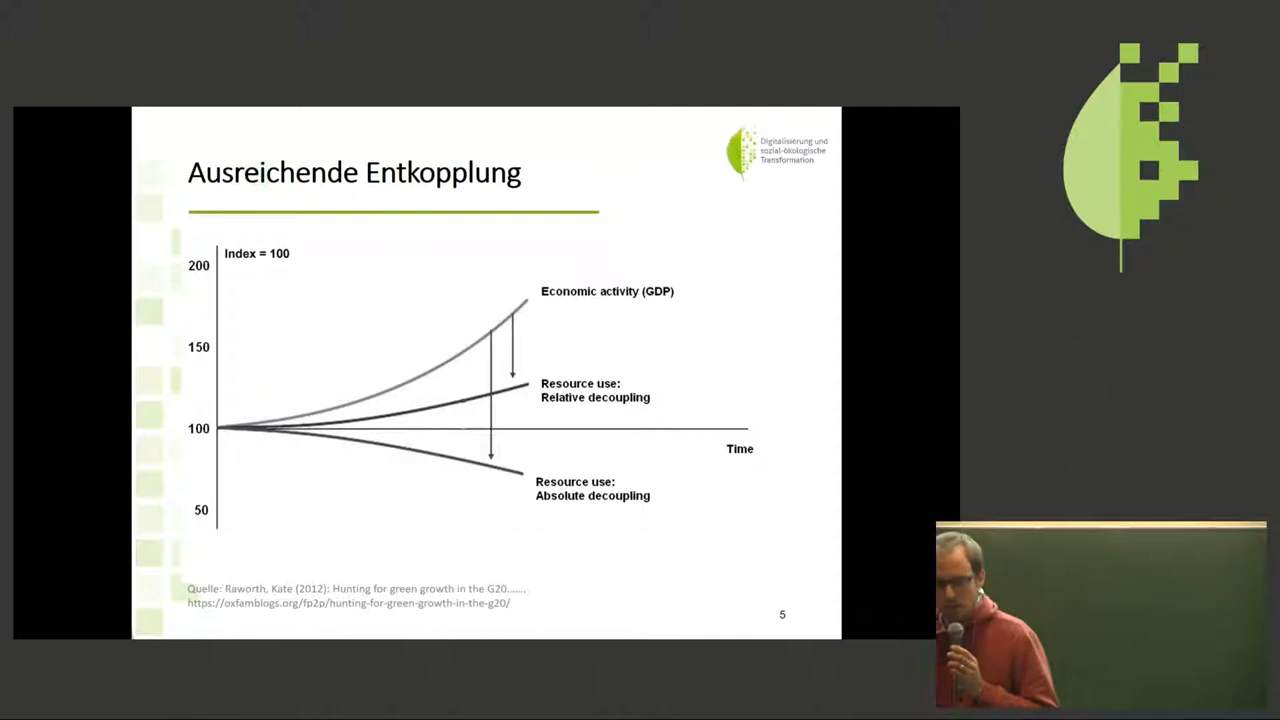 Digitalisierung und
sozial-ökologische
Transformation
Ausreichende Entkopplung
Index = 100
200
Economic activity (GDP)
150
Resource use:
Relative decoupling
100
Time
Resource use:
Absolute decoupling
50
Quelle: Raworth, Kate (2012): Hunting for green growth in the G20.......
https://oxfamblogs.org/fp2p/hunting-for-green-growth-in-the-g20/
5